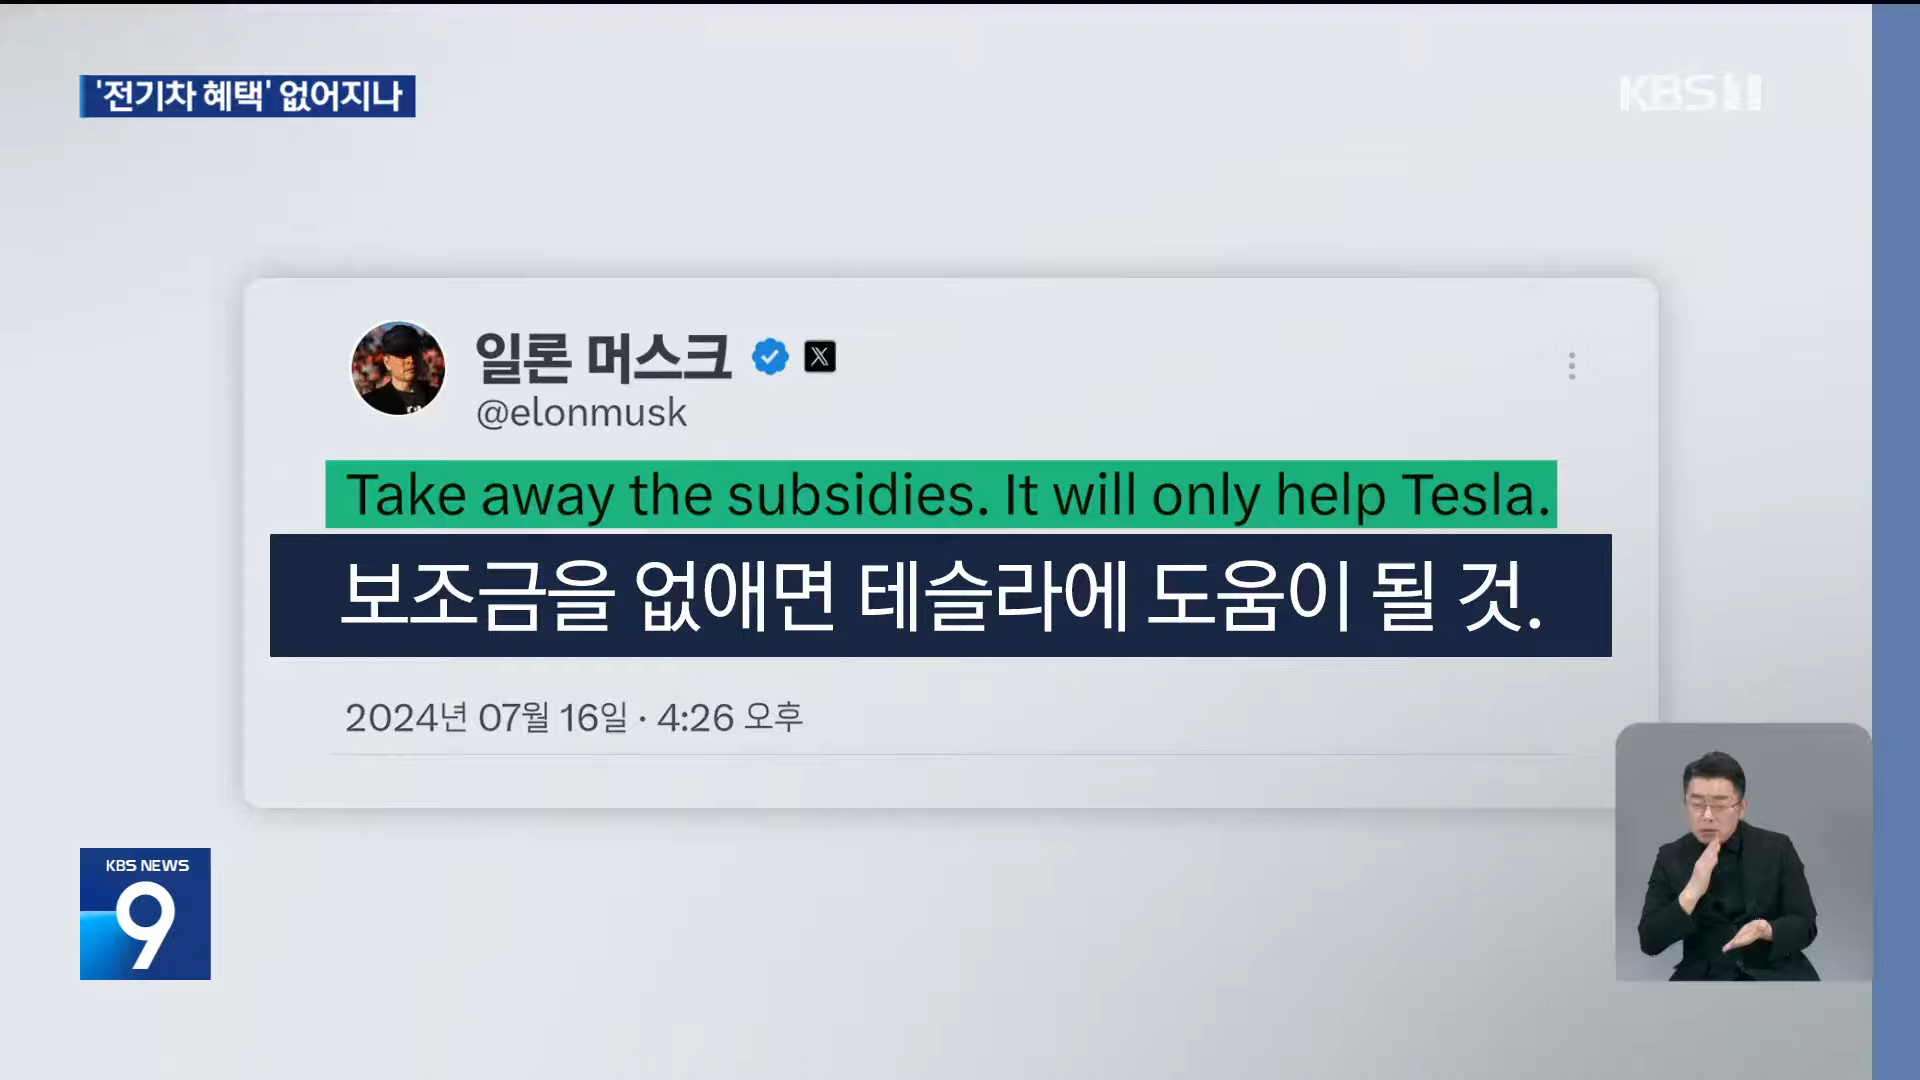 '전기차 혜택' 없어지나
KBS 1
일론 머스크
@elonmusk
Take away the subsidies. It will only help Tesla.
보조금을 없애면 테슬라에 도움이 될 것.
2024년 07월 16일 · 4:26 오후
KBS NEWS
9